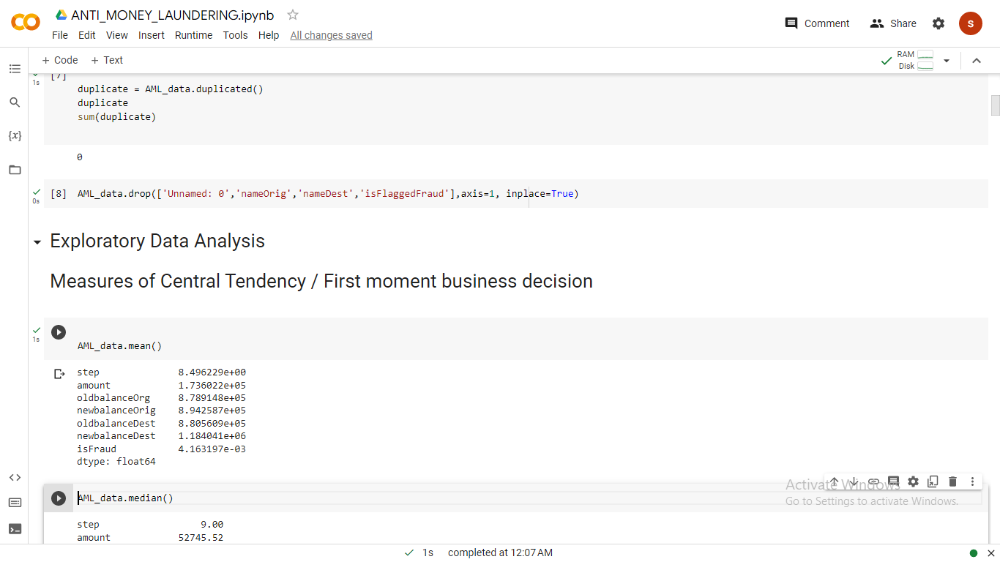 ANTI_MONEY_LAUNDERING.ipynb
File Edit View Insert Runtime Tools Help All changes saved
Comment Share S
+ Code + Text
RAM
Disk
[7]
1s
duplicate = AML_data.duplicated()
duplicate
sum(duplicate)
0
[8] AML_data.drop(['Unnamed: 0','nameOrig','nameDest','isFlaggedFraud'],axis=1, inplace=True)
0s
Exploratory Data Analysis
Measures of Central Tendency / First moment business decision
1s
AML_data.mean()
step 8.496229e+00
amount 1.736022e+05
oldbalanceOrg 8.789148e+05
newbalanceOrig 8.942587e+05
oldbalanceDest 8.805609e+05
newbalanceDest 1.184041e+06
isFraud 4.163197e-03
dtype: float64
Activate Windows
Go to Settings to activate Windows.
AML_data.median()
step 9.00
amount 52745.52
1s completed at 12:07 AM